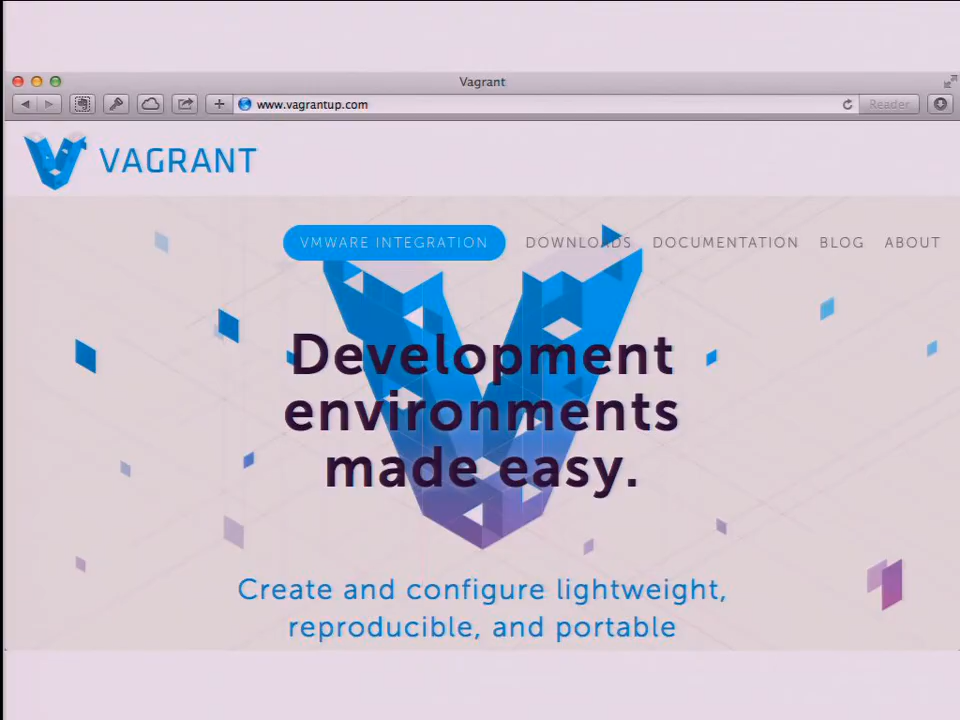 Vagrant
www.vagrantup.com
Reader
VAGRANT
VMWARE INTEGRATION DOWNLOADS DOCUMENTATION BLOG ABOUT
Development
environments
made easy.
Create and configure lightweight,
reproducible, and portable